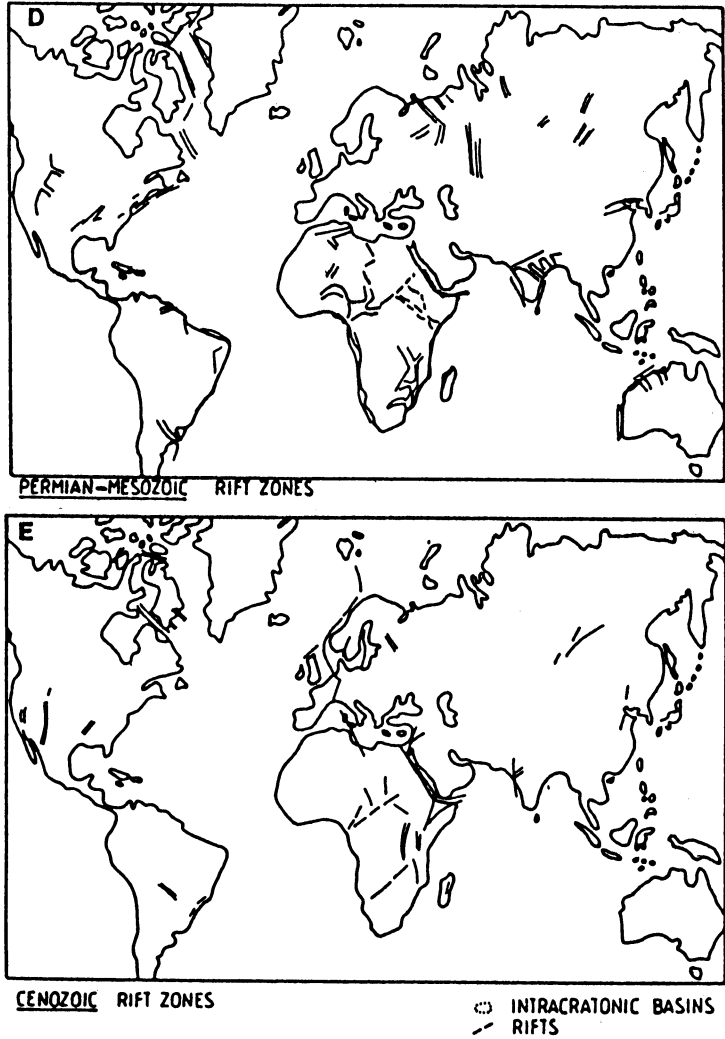 D
PERMIAN–MESOZOIC RIFT ZONES
E
CENOZOIC RIFT ZONES
INTRACRATONIC BASINS
RIFTS